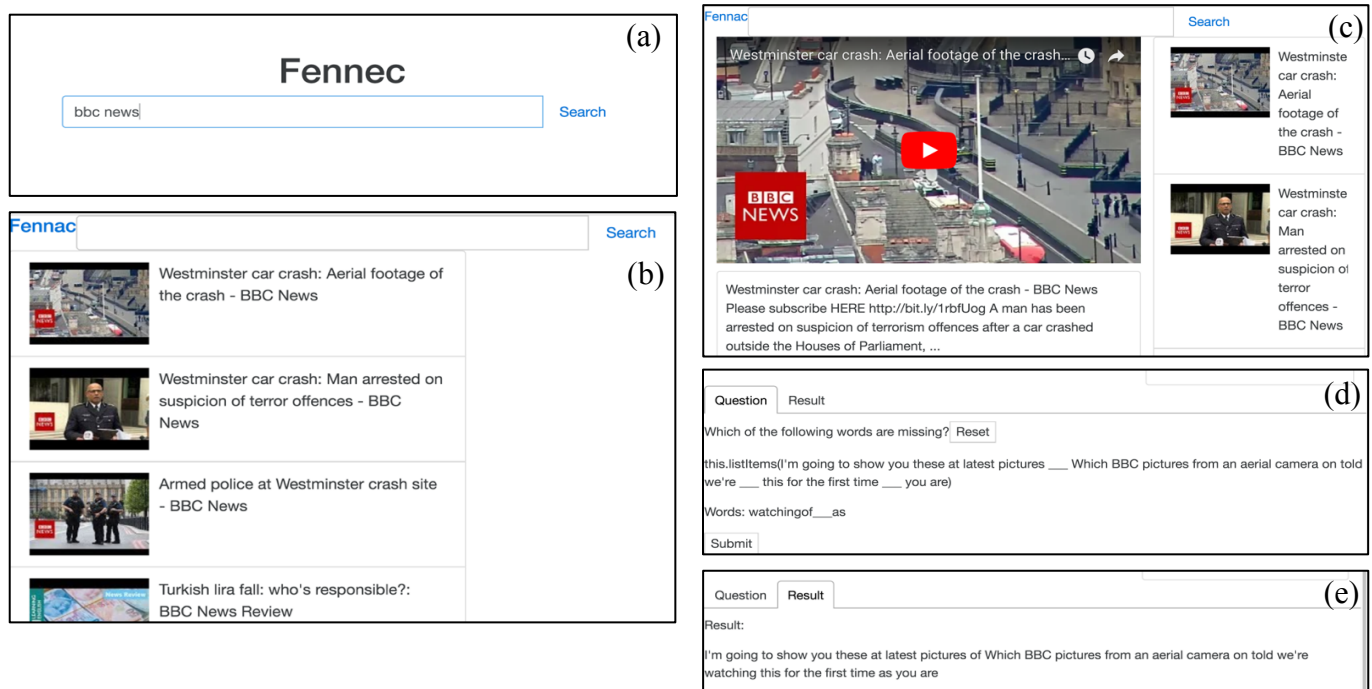 (a)
Fennec
bbc news
Search
Fennac
Search
(b)
Westminster car crash: Aerial footage of
the crash - BBC News
Westminster car crash: Man arrested on
suspicion of terror offences - BBC
News
Armed police at Westminster crash site
- BBC News
Turkish lira fall: who's responsible?:
BBC News Review
News Review
(c)
Fennac
Search
Westminster car crash: Aerial footage of the crash...
BBC
NEWS
Westminster car crash: Aerial footage of the crash - BBC News
Please subscribe HERE http://bit.ly/1rbfUog A man has been
arrested on suspicion of terrorism offences after a car crashed
outside the Houses of Parliament, ...
Westminste
car crash:
Aerial
footage of
the crash -
BBC News
Westminste
car crash:
Man
arrested on
suspicion of
terror
offences -
BBC News
(d)
Question
Result
Which of the following words are missing? Reset
this.listItems(I'm going to show you these at latest pictures ___ Which BBC pictures from an aerial camera on told
we're ___ this for the first time ___ you are)
Words: watchingof___as
Submit
(e)
Question
Result
Result:
I'm going to show you these at latest pictures of Which BBC pictures from an aerial camera on told we're
watching this for the first time as you are